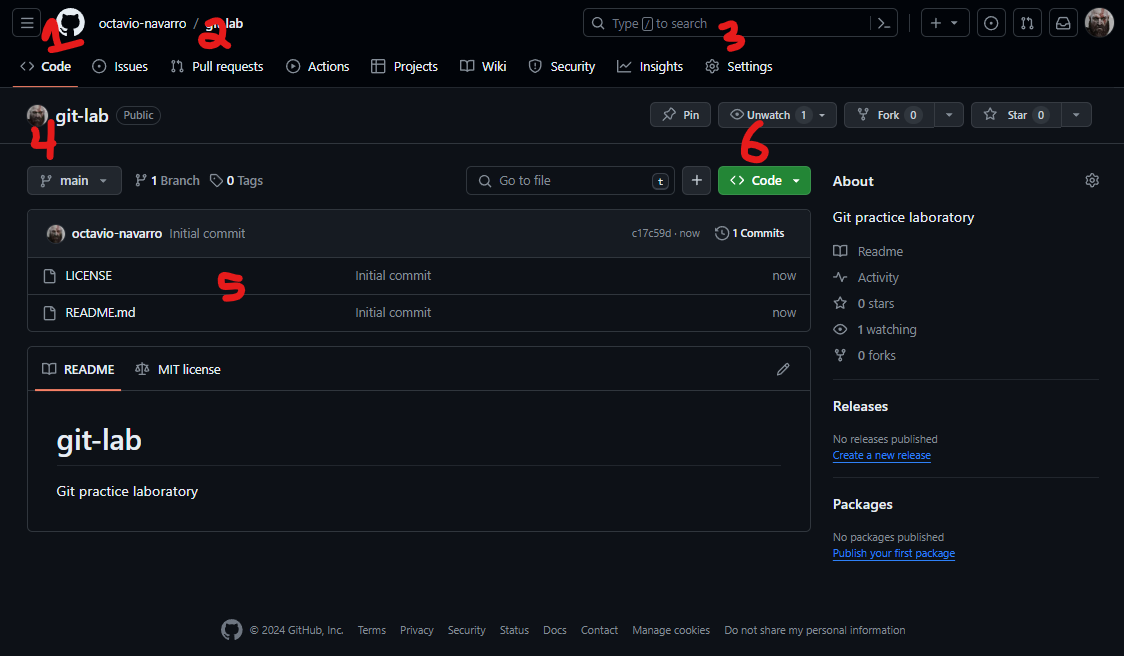 octavio-navarro / git-lab
Type / to search
1 2 3
Code Issues Pull requests Actions Projects Wiki Security Insights Settings
git-lab Public
Pin Unwatch 1 Fork 0 Star 0
4 6
main 1 Branch 0 Tags
Go to file t
+ Code
About
Git practice laboratory
octavio-navarro Initial commit c17c59d · now 1 Commits
Readme
LICENSE Initial commit now
5
Activity
0 stars
README.md Initial commit now
1 watching
0 forks
README MIT license
git-lab
Git practice laboratory
Releases
No releases published
Create a new release
Packages
No packages published
Publish your first package
© 2024 GitHub, Inc. Terms Privacy Security Status Docs Contact Manage cookies Do not share my personal information